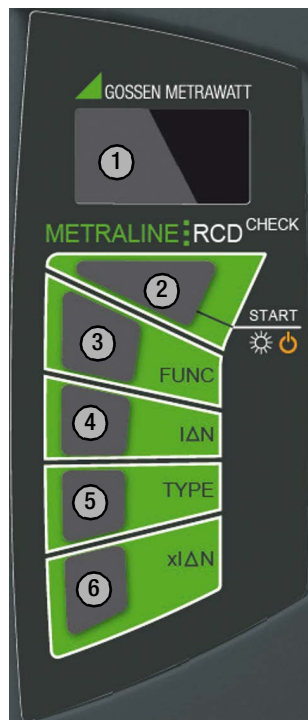 GOSSEN METRAWATT
1
METRALINE RCD CHECK
2
START
3
FUNC
4
IΔN
5
TYPE
6
xIΔN